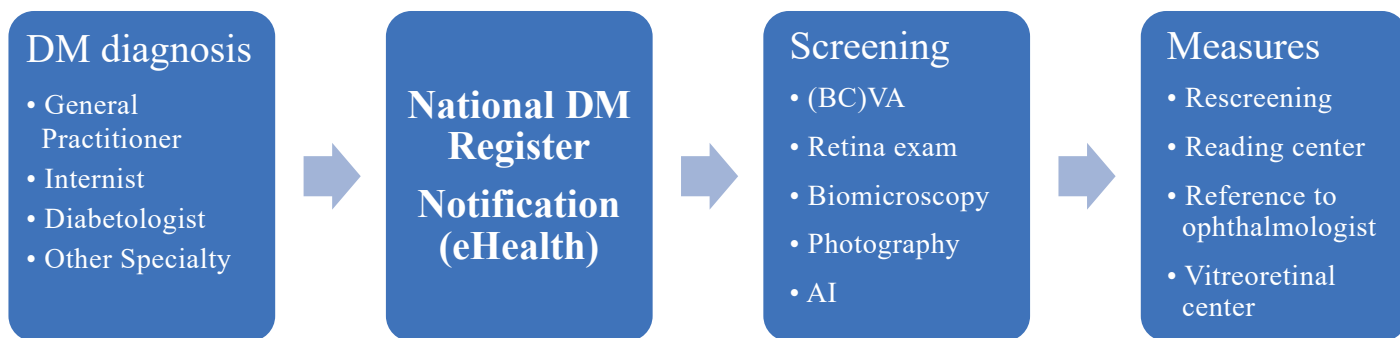 DM diagnosis
• General
Practitioner
• Internist
• Diabetologist
• Other Specialty
National DM
Register
Notification
(eHealth)
Screening
• (BC)VA
• Retina exam
• Biomicroscopy
• Photography
• AI
Measures
• Rescreening
• Reading center
• Reference to
ophthalmologist
• Vitreoretinal
center